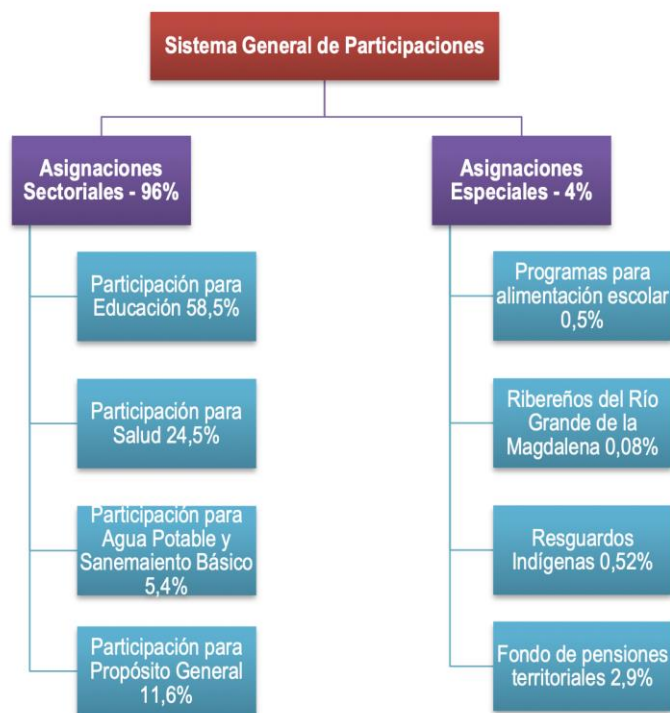 Sistema General de Participaciones
Asignaciones
Sectoriales - 96%
Participación para
Educación 58,5%
Participación para
Salud 24,5%
Participación para
Agua Potable y
Sanemaiento Básico
5,4%
Participación para
Propósito General
11,6%
Asignaciones
Especiales - 4%
Programas para
alimentación escolar
0,5%
Ribereños del Río
Grande de la
Magdalena 0,08%
Resguardos
Indígenas 0,52%
Fondo de pensiones
territoriales 2,9%